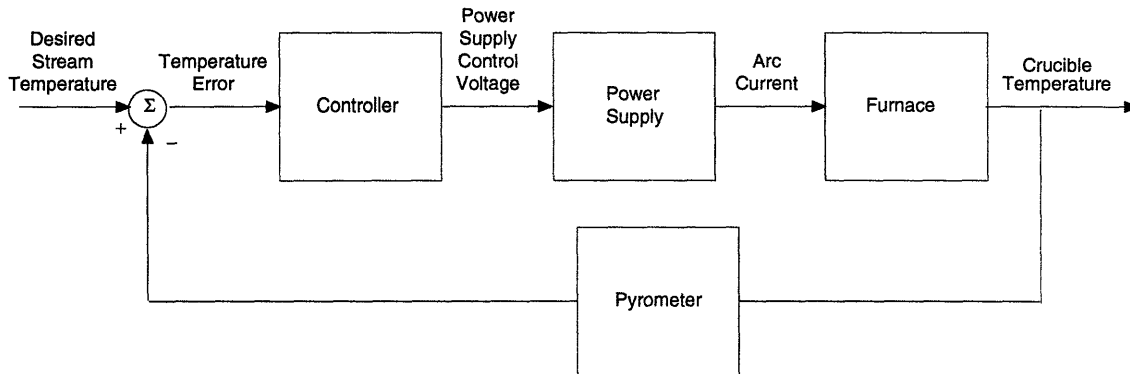 Desired
Stream
Temperature
Temperature
Error
Controller
Power
Supply
Control
Voltage
Power
Supply
Arc
Current
Furnace
Crucible
Temperature
Σ
+
−
Pyrometer